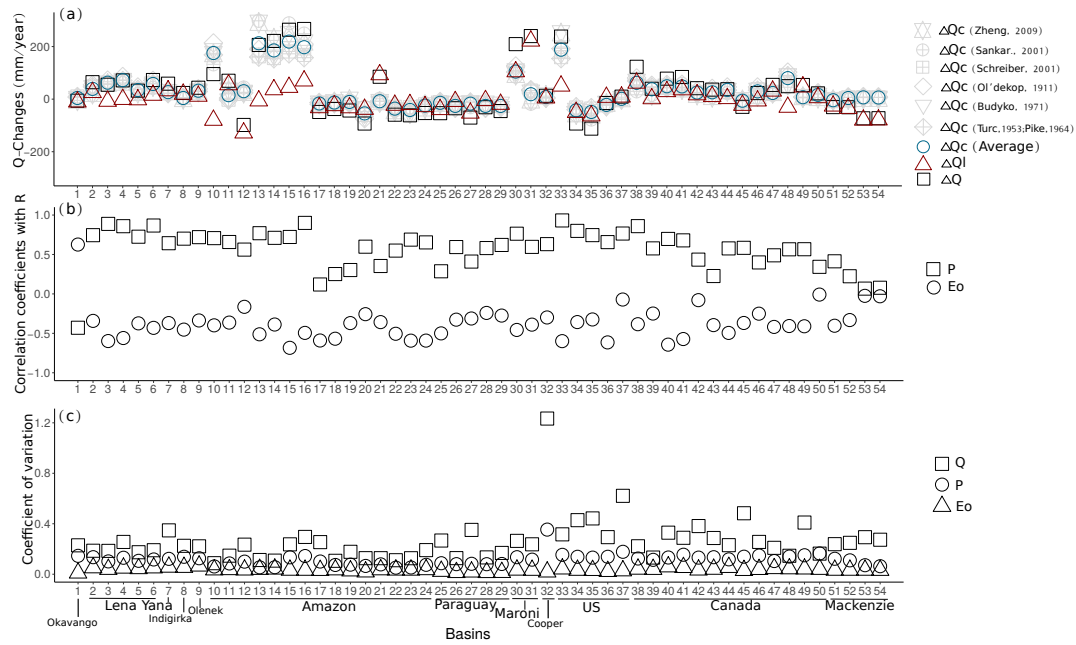 (a)
Q-Changes (mm/year)
200
0
−200
1 2 3 4 5 6 7 8 9 10 11 12 13 14 15 16 17 18 19 20 21 22 23 24 25 26 27 28 29 30 31 32 33 34 35 36 37 38 39 40 41 42 43 44 45 46 47 48 49 50 51 52 53 54
△Qc (Zheng, 2009)
△Qc (Sankar., 2001)
△Qc (Schreiber, 2001)
△Qc (Ol'dekop, 1911)
△Qc (Budyko, 1971)
△Qc (Turc,1953;Pike,1964)
△Qc (Average)
△Ql
△Q
(b)
Correlation coefficients with R
1.0
0.5
0.0
−0.5
−1.0
1 2 3 4 5 6 7 8 9 10 11 12 13 14 15 16 17 18 19 20 21 22 23 24 25 26 27 28 29 30 31 32 33 34 35 36 37 38 39 40 41 42 43 44 45 46 47 48 49 50 51 52 53 54
P
Eo
(c)
Coefficient of variation
1.2
0.8
0.4
0.0
1 2 3 4 5 6 7 8 9 10 11 12 13 14 15 16 17 18 19 20 21 22 23 24 25 26 27 28 29 30 31 32 33 34 35 36 37 38 39 40 41 42 43 44 45 46 47 48 49 50 51 52 53 54
Q
P
Eo
Okavango
Lena
Yana
Indigirka
Olenek
Amazon
Paraguay
Maroni
Cooper
US
Canada
Mackenzie
Basins